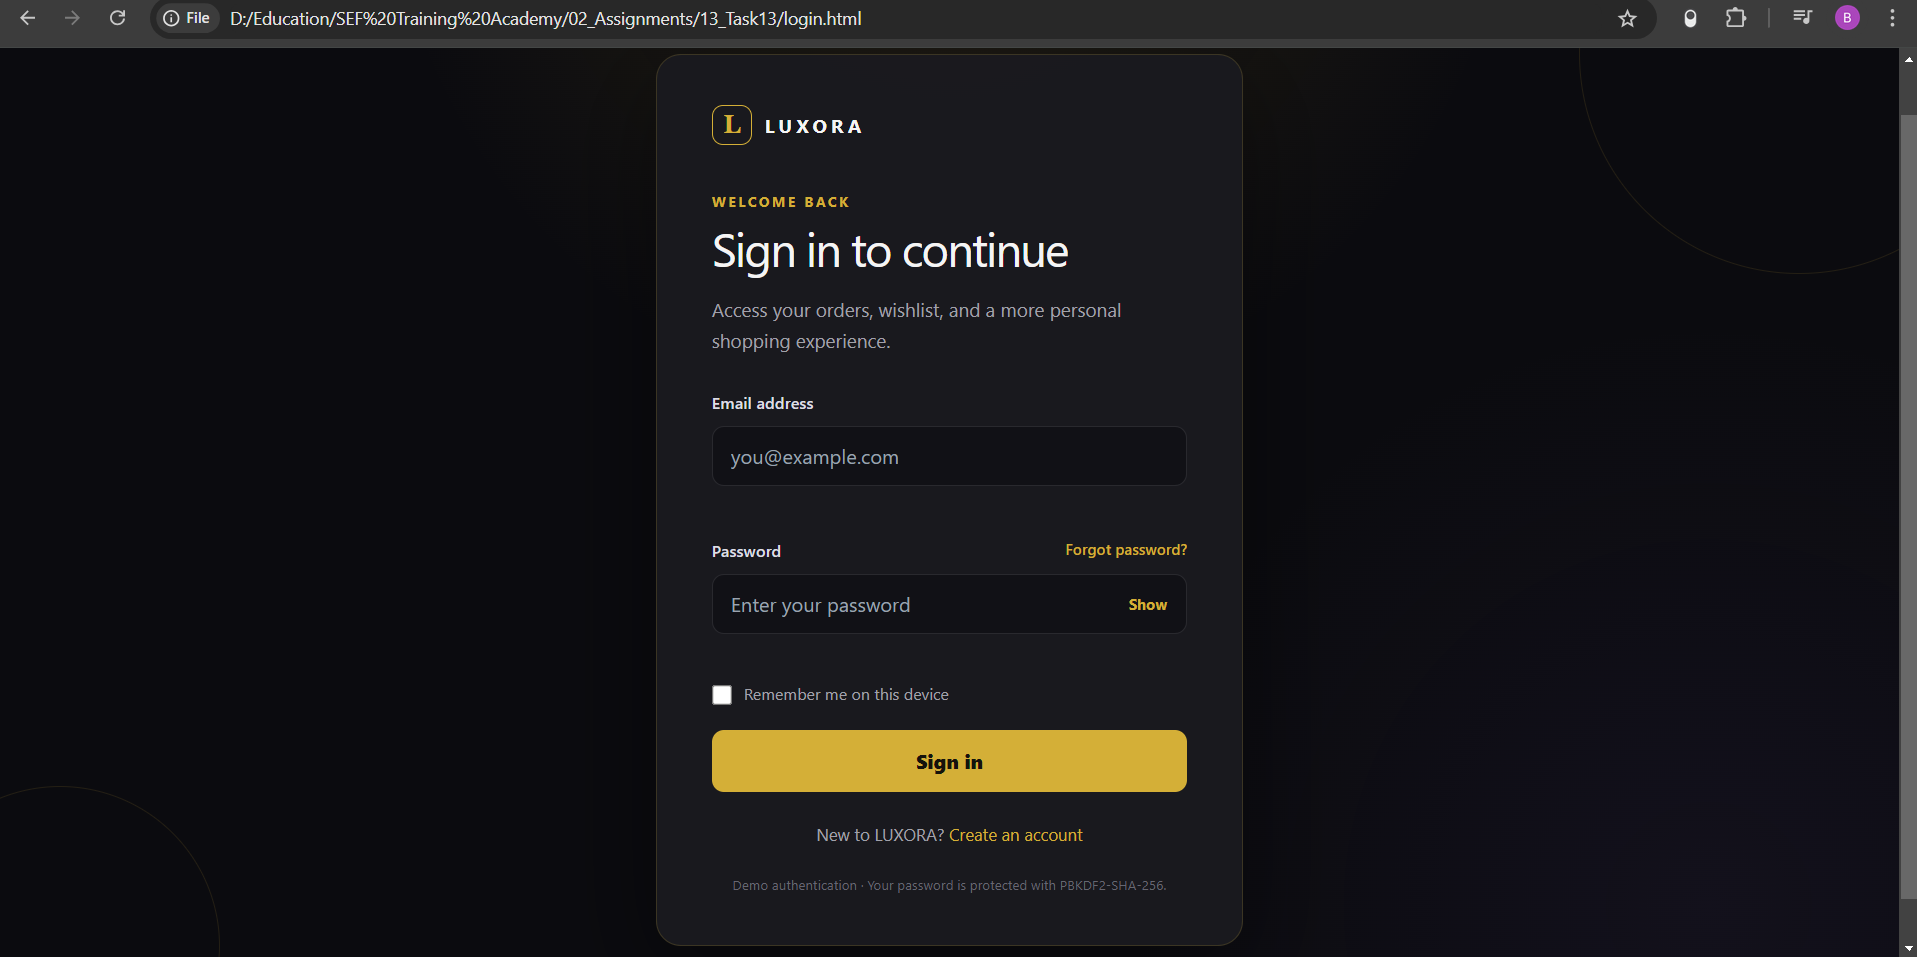 File D:/Education/SEF%20Training%20Academy/02_Assignments/13_Task13/login.html
B
L LUXORA
WELCOME BACK
Sign in to continue
Access your orders, wishlist, and a more personal
shopping experience.
Email address
you@example.com
Password Forgot password?
Enter your password Show
Remember me on this device
Sign in
New to LUXORA? Create an account
Demo authentication · Your password is protected with PBKDF2-SHA-256.